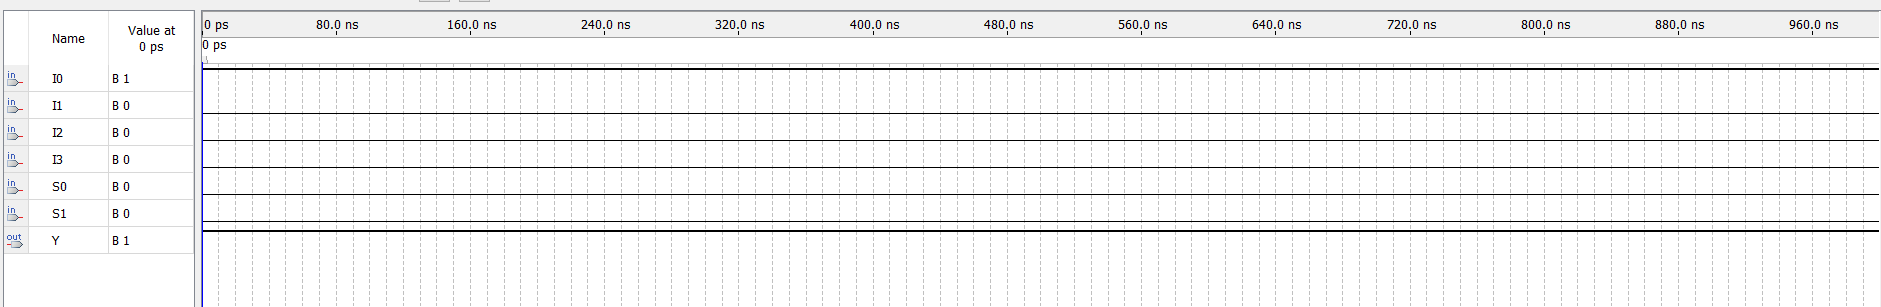 Name Value at 0 ps
0 ps 80.0 ns 160.0 ns 240.0 ns 320.0 ns 400.0 ns 480.0 ns 560.0 ns 640.0 ns 720.0 ns 800.0 ns 880.0 ns 960.0 ns
0 ps
in I0 B 1
in I1 B 0
in I2 B 0
in I3 B 0
in S0 B 0
in S1 B 0
out Y B 1